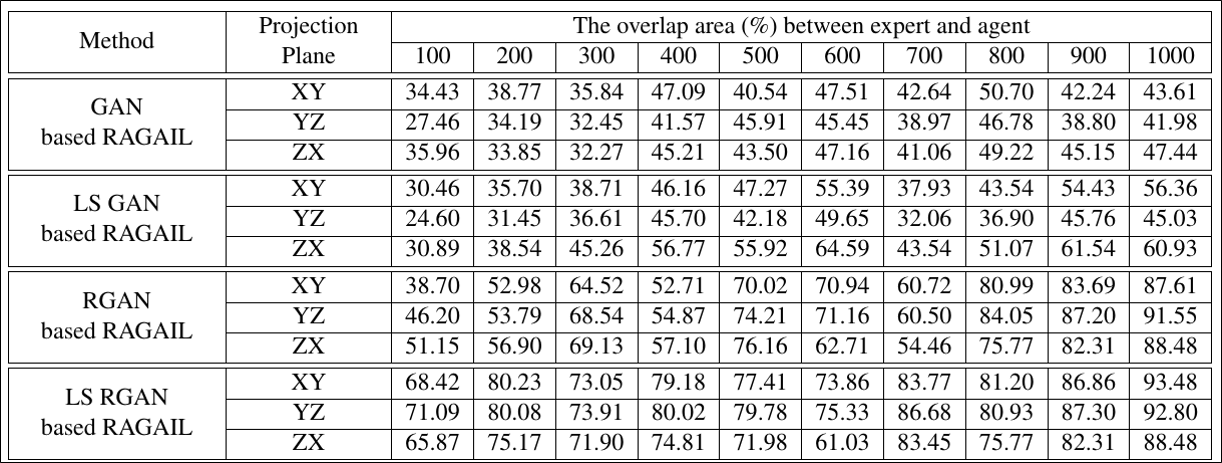 Method Projection Plane The overlap area (%) between expert and agent
100 200 300 400 500 600 700 800 900 1000
GAN based RAGAIL
XY 34.43 38.77 35.84 47.09 40.54 47.51 42.64 50.70 42.24 43.61
YZ 27.46 34.19 32.45 41.57 45.91 45.45 38.97 46.78 38.80 41.98
ZX 35.96 33.85 32.27 45.21 43.50 47.16 41.06 49.22 45.15 47.44
LS GAN based RAGAIL
XY 30.46 35.70 38.71 46.16 47.27 55.39 37.93 43.54 54.43 56.36
YZ 24.60 31.45 36.61 45.70 42.18 49.65 32.06 36.90 45.76 45.03
ZX 30.89 38.54 45.26 56.77 55.92 64.59 43.54 51.07 61.54 60.93
RGAN based RAGAIL
XY 38.70 52.98 64.52 52.71 70.02 70.94 60.72 80.99 83.69 87.61
YZ 46.20 53.79 68.54 54.87 74.21 71.16 60.50 84.05 87.20 91.55
ZX 51.15 56.90 69.13 57.10 76.16 62.71 54.46 75.77 82.31 88.48
LS RGAN based RAGAIL
XY 68.42 80.23 73.05 79.18 77.41 73.86 83.77 81.20 86.86 93.48
YZ 71.09 80.08 73.91 80.02 79.78 75.33 86.68 80.93 87.30 92.80
ZX 65.87 75.17 71.90 74.81 71.98 61.03 83.45 75.77 82.31 88.48